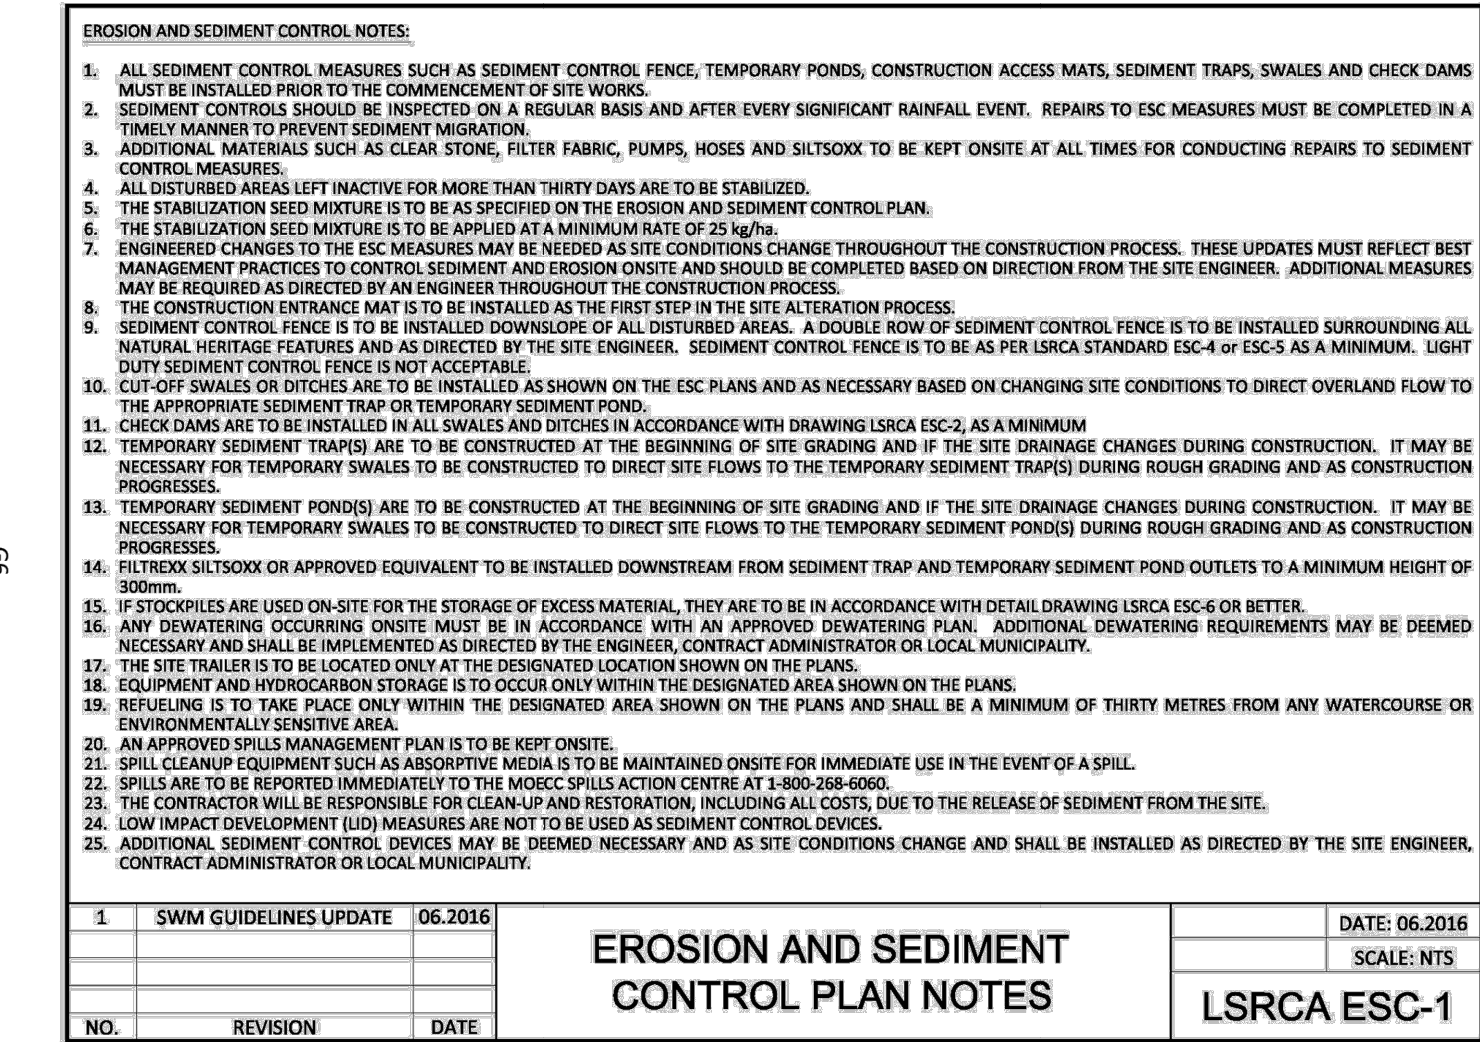 EROSION AND SEDIMENT CONTROL NOTES:
1. ALL SEDIMENT CONTROL MEASURES SUCH AS SEDIMENT CONTROL FENCE, TEMPORARY PONDS, CONSTRUCTION ACCESS MATS, SEDIMENT TRAPS, SWALES AND CHECK DAMS
MUST BE INSTALLED PRIOR TO THE COMMENCEMENT OF SITE WORKS.
2. SEDIMENT CONTROLS SHOULD BE INSPECTED ON A REGULAR BASIS AND AFTER EVERY SIGNIFICANT RAINFALL EVENT. REPAIRS TO ESC MEASURES MUST BE COMPLETED IN A
TIMELY MANNER TO PREVENT SEDIMENT MIGRATION.
3. ADDITIONAL MATERIALS SUCH AS CLEAR STONE, FILTER FABRIC, PUMPS, HOSES AND SILTSOXX TO BE KEPT ONSITE AT ALL TIMES FOR CONDUCTING REPAIRS TO SEDIMENT
CONTROL MEASURES.
4. ALL DISTURBED AREAS LEFT INACTIVE FOR MORE THAN THIRTY DAYS ARE TO BE STABILIZED.
5. THE STABILIZATION SEED MIXTURE IS TO BE AS SPECIFIED ON THE EROSION AND SEDIMENT CONTROL PLAN.
6. THE STABILIZATION SEED MIXTURE IS TO BE APPLIED AT A MINIMUM RATE OF 25 kg/ha.
7. ENGINEERED CHANGES TO THE ESC MEASURES MAY BE NEEDED AS SITE CONDITIONS CHANGE THROUGHOUT THE CONSTRUCTION PROCESS. THESE UPDATES MUST REFLECT BEST
MANAGEMENT PRACTICES TO CONTROL SEDIMENT AND EROSION ONSITE AND SHOULD BE COMPLETED BASED ON DIRECTION FROM THE SITE ENGINEER. ADDITIONAL MEASURES
MAY BE REQUIRED AS DIRECTED BY AN ENGINEER THROUGHOUT THE CONSTRUCTION PROCESS.
8. THE CONSTRUCTION ENTRANCE MAT IS TO BE INSTALLED AS THE FIRST STEP IN THE SITE ALTERATION PROCESS.
9. SEDIMENT CONTROL FENCE IS TO BE INSTALLED DOWNSLOPE OF ALL DISTURBED AREAS. A DOUBLE ROW OF SEDIMENT CONTROL FENCE IS TO BE INSTALLED SURROUNDING ALL
NATURAL HERITAGE FEATURES AND AS DIRECTED BY THE SITE ENGINEER. SEDIMENT CONTROL FENCE IS TO BE AS PER LSRCA STANDARD ESC-4 or ESC-5 AS A MINIMUM. LIGHT
DUTY SEDIMENT CONTROL FENCE IS NOT ACCEPTABLE.
10. CUT-OFF SWALES OR DITCHES ARE TO BE INSTALLED AS SHOWN ON THE ESC PLANS AND AS NECESSARY BASED ON CHANGING SITE CONDITIONS TO DIRECT OVERLAND FLOW TO
THE APPROPRIATE SEDIMENT TRAP OR TEMPORARY SEDIMENT POND.
11. CHECK DAMS ARE TO BE INSTALLED IN ALL SWALES AND DITCHES IN ACCORDANCE WITH DRAWING LSRCA ESC-2, AS A MINIMUM
12. TEMPORARY SEDIMENT TRAP(S) ARE TO BE CONSTRUCTED AT THE BEGINNING OF SITE GRADING AND IF THE SITE DRAINAGE CHANGES DURING CONSTRUCTION. IT MAY BE
NECESSARY FOR TEMPORARY SWALES TO BE CONSTRUCTED TO DIRECT SITE FLOWS TO THE TEMPORARY SEDIMENT TRAP(S) DURING ROUGH GRADING AND AS CONSTRUCTION
PROGRESSES.
13. TEMPORARY SEDIMENT POND(S) ARE TO BE CONSTRUCTED AT THE BEGINNING OF SITE GRADING AND IF THE SITE DRAINAGE CHANGES DURING CONSTRUCTION. IT MAY BE
NECESSARY FOR TEMPORARY SWALES TO BE CONSTRUCTED TO DIRECT SITE FLOWS TO THE TEMPORARY SEDIMENT POND(S) DURING ROUGH GRADING AND AS CONSTRUCTION
PROGRESSES.
14. FILTREXX SILTSOXX OR APPROVED EQUIVALENT TO BE INSTALLED DOWNSTREAM FROM SEDIMENT TRAP AND TEMPORARY SEDIMENT POND OUTLETS TO A MINIMUM HEIGHT OF
300mm.
15. IF STOCKPILES ARE USED ON-SITE FOR THE STORAGE OF EXCESS MATERIAL, THEY ARE TO BE IN ACCORDANCE WITH DETAIL DRAWING LSRCA ESC-6 OR BETTER.
16. ANY DEWATERING OCCURRING ONSITE MUST BE IN ACCORDANCE WITH AN APPROVED DEWATERING PLAN. ADDITIONAL DEWATERING REQUIREMENTS MAY BE DEEMED
NECESSARY AND SHALL BE IMPLEMENTED AS DIRECTED BY THE ENGINEER, CONTRACT ADMINISTRATOR OR LOCAL MUNICIPALITY.
17. THE SITE TRAILER IS TO BE LOCATED ONLY AT THE DESIGNATED LOCATION SHOWN ON THE PLANS.
18. EQUIPMENT AND HYDROCARBON STORAGE IS TO OCCUR ONLY WITHIN THE DESIGNATED AREA SHOWN ON THE PLANS.
19. REFUELING IS TO TAKE PLACE ONLY WITHIN THE DESIGNATED AREA SHOWN ON THE PLANS AND SHALL BE A MINIMUM OF THIRTY METRES FROM ANY WATERCOURSE OR
ENVIRONMENTALLY SENSITIVE AREA.
20. AN APPROVED SPILLS MANAGEMENT PLAN IS TO BE KEPT ONSITE.
21. SPILL CLEANUP EQUIPMENT SUCH AS ABSORPTIVE MEDIA IS TO BE MAINTAINED ONSITE FOR IMMEDIATE USE IN THE EVENT OF A SPILL.
22. SPILLS ARE TO BE REPORTED IMMEDIATELY TO THE MOECC SPILLS ACTION CENTRE AT 1-800-268-6060.
23. THE CONTRACTOR WILL BE RESPONSIBLE FOR CLEAN-UP AND RESTORATION, INCLUDING ALL COSTS, DUE TO THE RELEASE OF SEDIMENT FROM THE SITE.
24. LOW IMPACT DEVELOPMENT (LID) MEASURES ARE NOT TO BE USED AS SEDIMENT CONTROL DEVICES.
25. ADDITIONAL SEDIMENT CONTROL DEVICES MAY BE DEEMED NECESSARY AND AS SITE CONDITIONS CHANGE AND SHALL BE INSTALLED AS DIRECTED BY THE SITE ENGINEER,
CONTRACT ADMINISTRATOR OR LOCAL MUNICIPALITY.
1 SWM GUIDELINES UPDATE 06.2016
NO. REVISION DATE
EROSION AND SEDIMENT
CONTROL PLAN NOTES
DATE: 06.2016
SCALE: NTS
LSRCA ESC-1